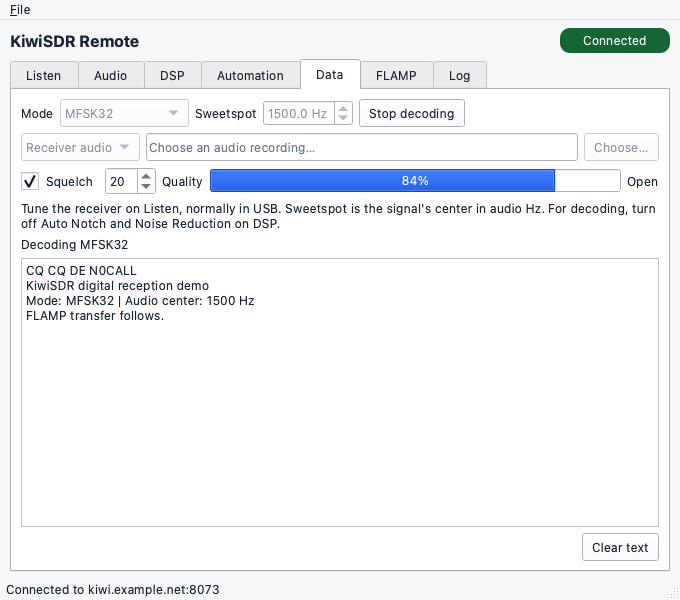 File
KiwiSDR Remote
Connected
Listen Audio DSP Automation Data FLAMP Log
Mode MFSK32 Sweetspot 1500.0 Hz Stop decoding
Receiver audio Choose an audio recording... Choose...
Squelch 20 Quality 84% Open
Tune the receiver on Listen, normally in USB. Sweetspot is the signal's center in audio Hz. For decoding, turn
off Auto Notch and Noise Reduction on DSP.
Decoding MFSK32
CQ CQ DE N0CALL
KiwiSDR digital reception demo
Mode: MFSK32 | Audio center: 1500 Hz
FLAMP transfer follows.
Clear text
Connected to kiwi.example.net:8073